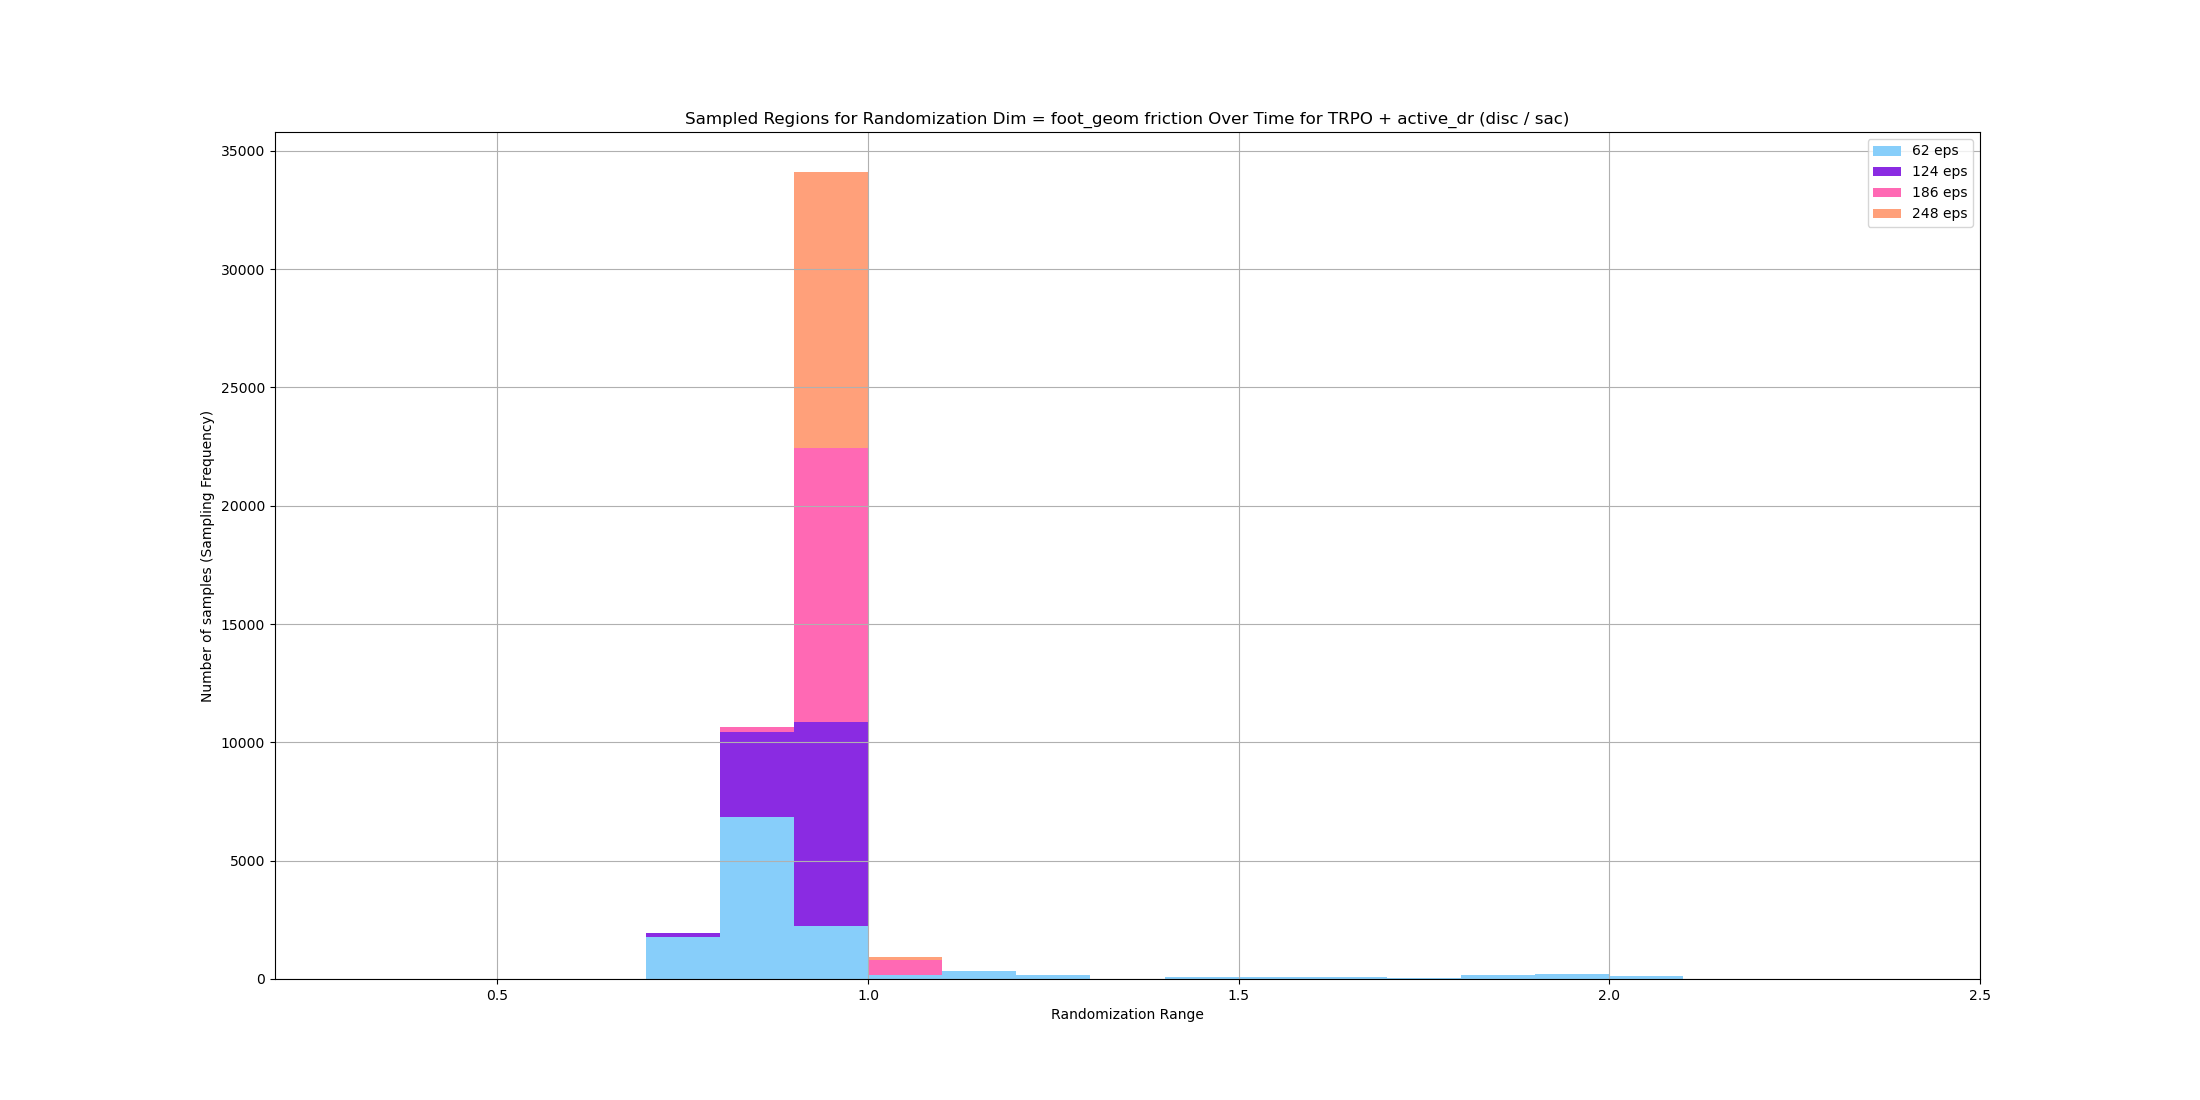 Sampled Regions for Randomization Dim = foot_geom friction Over Time for TRPO + active_dr (disc / sac)
62 eps
124 eps
186 eps
248 eps
Number of samples (Sampling Frequency)
35000
30000
25000
20000
15000
10000
5000
0
0.5
1.0
1.5
2.0
2.5
Randomization Range